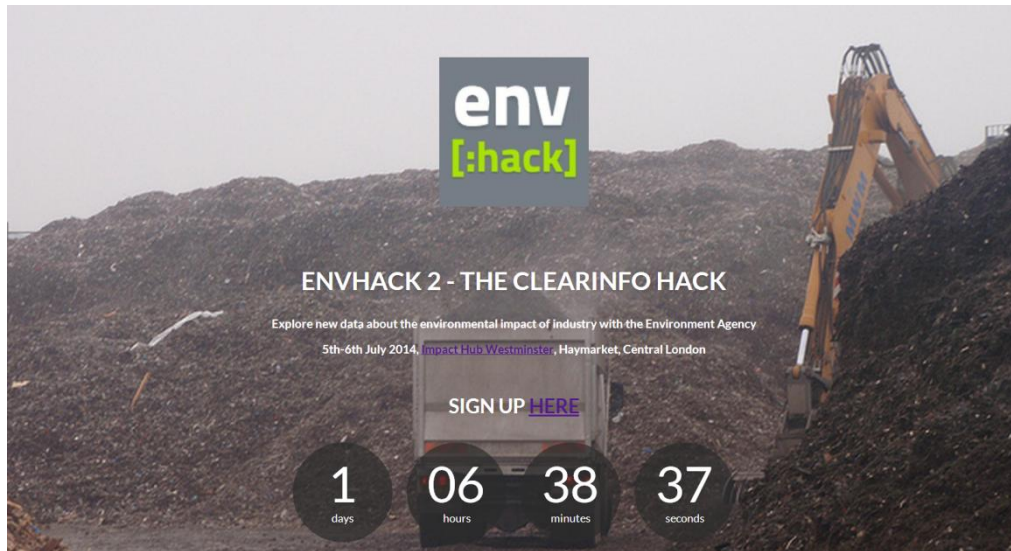 env
[:hack]
MWM
ENVHACK 2 - THE CLEARINFO HACK
Explore new data about the environmental impact of industry with the Environment Agency
5th-6th July 2014, Impact Hub Westminster, Haymarket, Central London
SIGN UP HERE
1 06 38 37
days hours minutes seconds